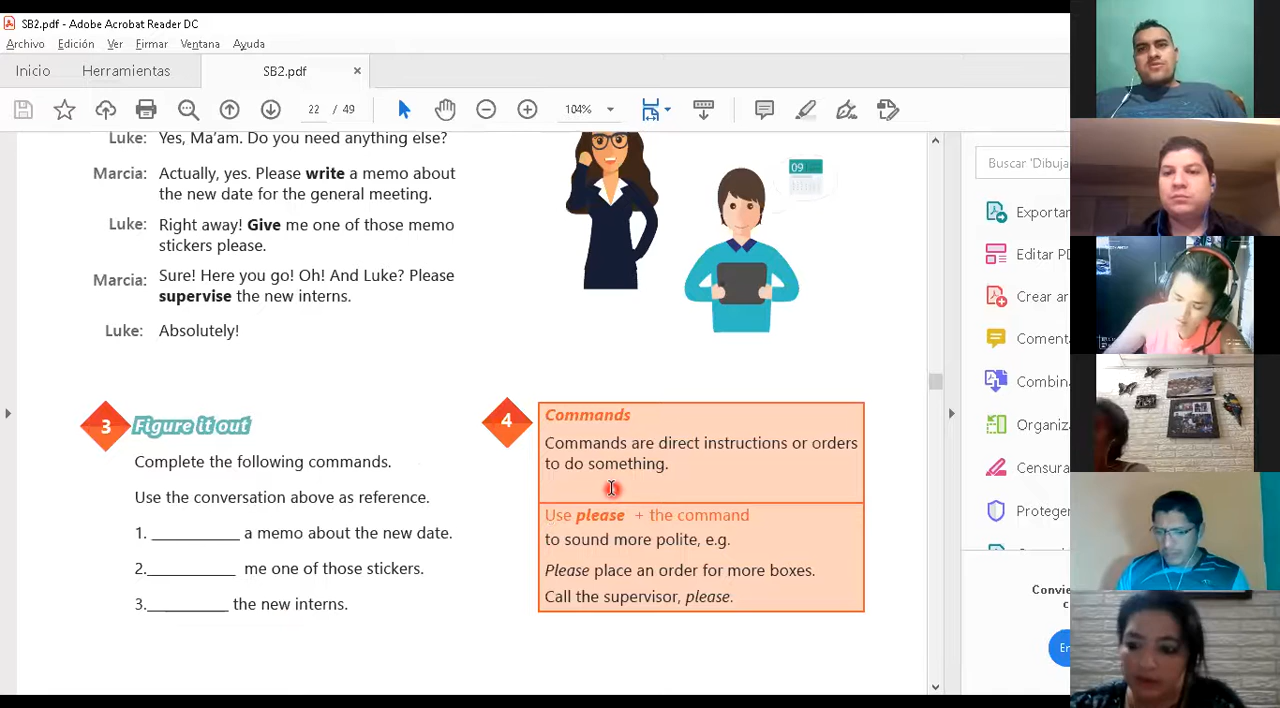 SB2.pdf - Adobe Acrobat Reader DC
Archivo Edición Ver Firmar Ventana Ayuda
Inicio Herramientas SB2.pdf ×
22 / 49 104%
Luke: Yes, Ma'am. Do you need anything else?
Marcia: Actually, yes. Please write a memo about
the new date for the general meeting.
Luke: Right away! Give me one of those memo
stickers please.
Marcia: Sure! Here you go! Oh! And Luke? Please
supervise the new interns.
Luke: Absolutely!
09
3 Figure it out
Complete the following commands.
Use the conversation above as reference.
1. __________ a memo about the new date.
2.__________ me one of those stickers.
3.__________ the new interns.
4 Commands
Commands are direct instructions or orders
to do something.
Use please + the command
to sound more polite, e.g.
Please place an order for more boxes.
Call the supervisor, please.
Buscar 'Dibuja
Exportar
Editar PD
Crear ar
Comenta
Combina
Organiza
Censura
Proteger
Convie
c